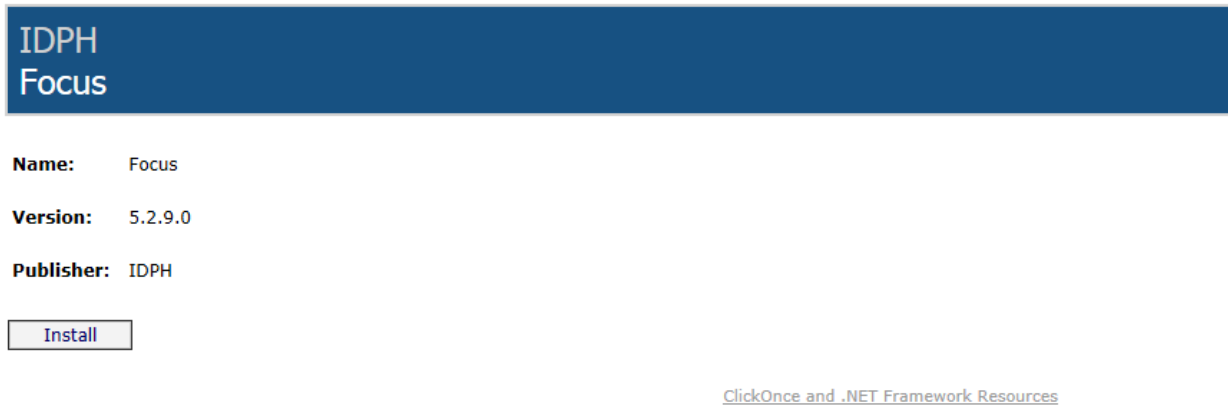 IDPH
Focus
Name: Focus
Version: 5.2.9.0
Publisher: IDPH
Install
ClickOnce and .NET Framework Resources